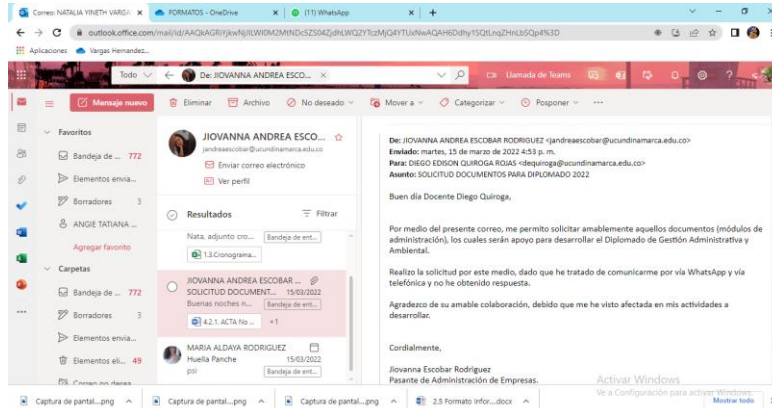 Correo: NATALIA YINETH VARG
FORMATOS - OneDrive
(11) WhatsApp
outlook.office.com
Aplicaciones
Vargas Hernandez...
Todo
De: JIOVANNA ANDREA ESCO...
Llamada de Teams
Mensaje nuevo
Eliminar
Archivo
No deseado
Mover a
Categorizar
Posponer
Favoritos
Bandeja de ... 772
Elementos envia...
Borradores 3
ANGIE TATIANA ...
Agregar favorito
Carpetas
Bandeja de ... 772
Borradores 3
Elementos envia...
Elementos eli... 49
Correo no desea
JIOVANNA ANDREA ESCO...
jandreaescobar@ucundinamarca.edu.co
Enviar correo electrónico
Ver perfil
Resultados
Filtrar
Nata, adjunto cro... Bandeja de ent...
1.3.Cronograma...
JIOVANNA ANDREA ESCOBAR ...
SOLICITUD DOCUMENT... 15/03/2022
Buenas noches n... Bandeja de ent...
4.2.1. ACTA No ... +1
MARIA ALDAYA RODRIGUEZ
Huella Panche 15/03/2022
psi Bandeja de ent...
De: JIOVANNA ANDREA ESCOBAR RODRIGUEZ <jandreaescobar@ucundinamarca.edu.co>
Enviado: martes, 15 de marzo de 2022 4:53 p. m.
Para: DIEGO EDISON QUIROGA ROJAS <dequiroga@ucundinamarca.edu.co>
Asunto: SOLICITUD DOCUMENTOS PARA DIPLOMADO 2022
Buen día Docente Diego Quiroga,
Por medio del presente correo, me permito solicitar amablemente aquellos documentos (módulos de
administración), los cuales serán apoyo para desarrollar el Diplomado de Gestión Administrativa y
Ambiental.
Realizo la solicitud por este medio, dado que he tratado de comunicarme por vía WhatsApp y vía
telefónica y no he obtenido respuesta.
Agradezco de su amable colaboración, debido que me he visto afectada en mis actividades a
desarrollar.
Cordialmente,
Jiovanna Escobar Rodriguez
Pasante de Administración de Empresas.
Activar Windows
Ve a Configuración para activar Windows.
Captura de pantal....png
Captura de pantal....png
Captura de pantal....png
2.5 Formato Infor....docx
Mostrar todo